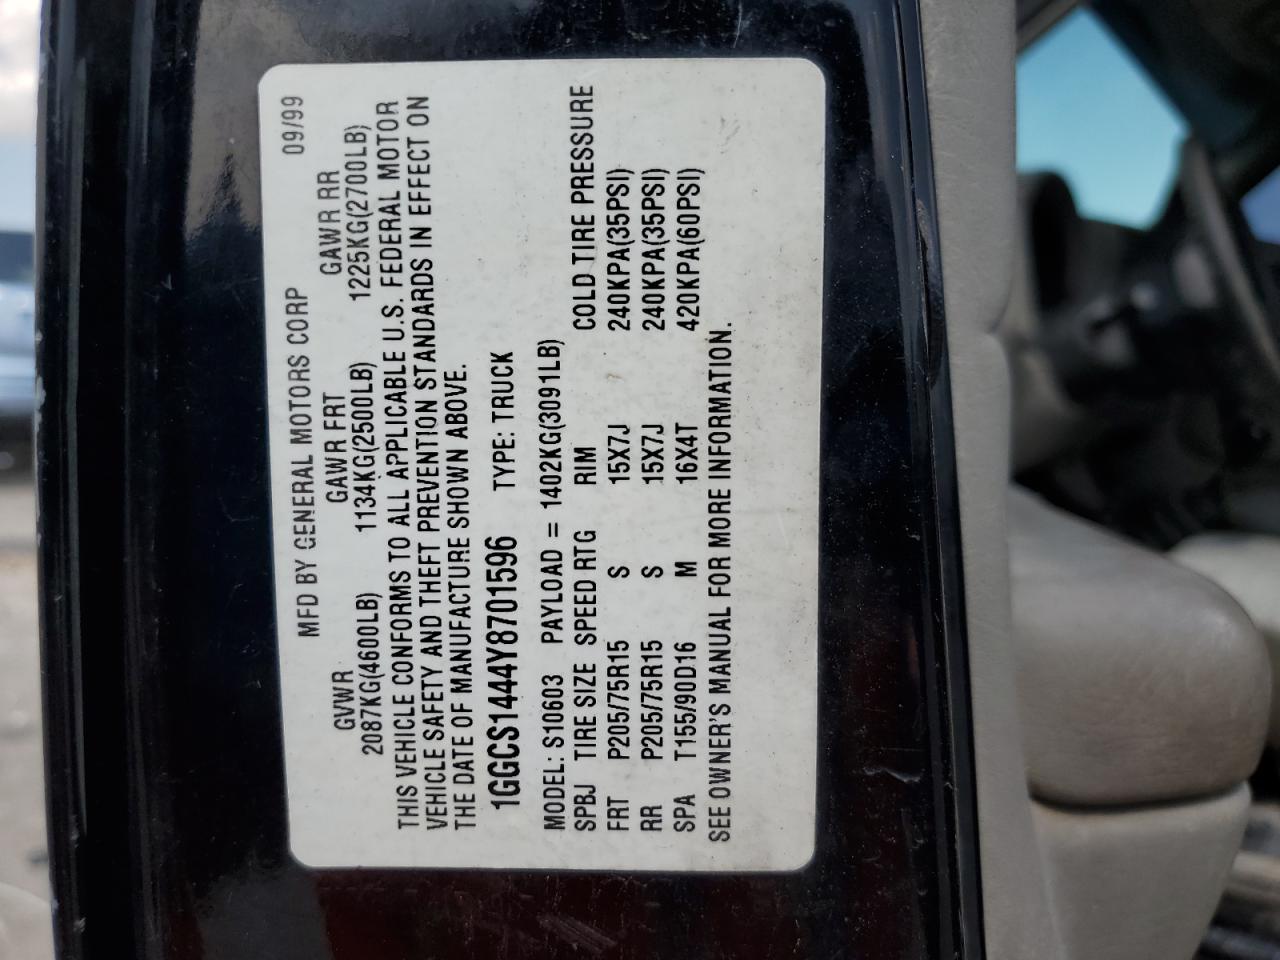 MFD BY GENERAL MOTORS CORP 09/99
GVWR GAWR FRT GAWR RR
2087KG(4600LB) 1134KG(2500LB) 1225KG(2700LB)
THIS VEHICLE CONFORMS TO ALL APPLICABLE U.S. FEDERAL MOTOR
VEHICLE SAFETY AND THEFT PREVENTION STANDARDS IN EFFECT ON
THE DATE OF MANUFACTURE SHOWN ABOVE.
1GGCS1444Y8701596 TYPE: TRUCK
MODEL: S10603 PAYLOAD = 1402KG(3091LB)
SPBJ TIRE SIZE SPEED RTG RIM COLD TIRE PRESSURE
FRT P205/75R15 S 15X7J 240KPA(35PSI)
RR P205/75R15 S 15X7J 240KPA(35PSI)
SPA T155/90D16 M 16X4T 420KPA(60PSI)
SEE OWNER'S MANUAL FOR MORE INFORMATION.